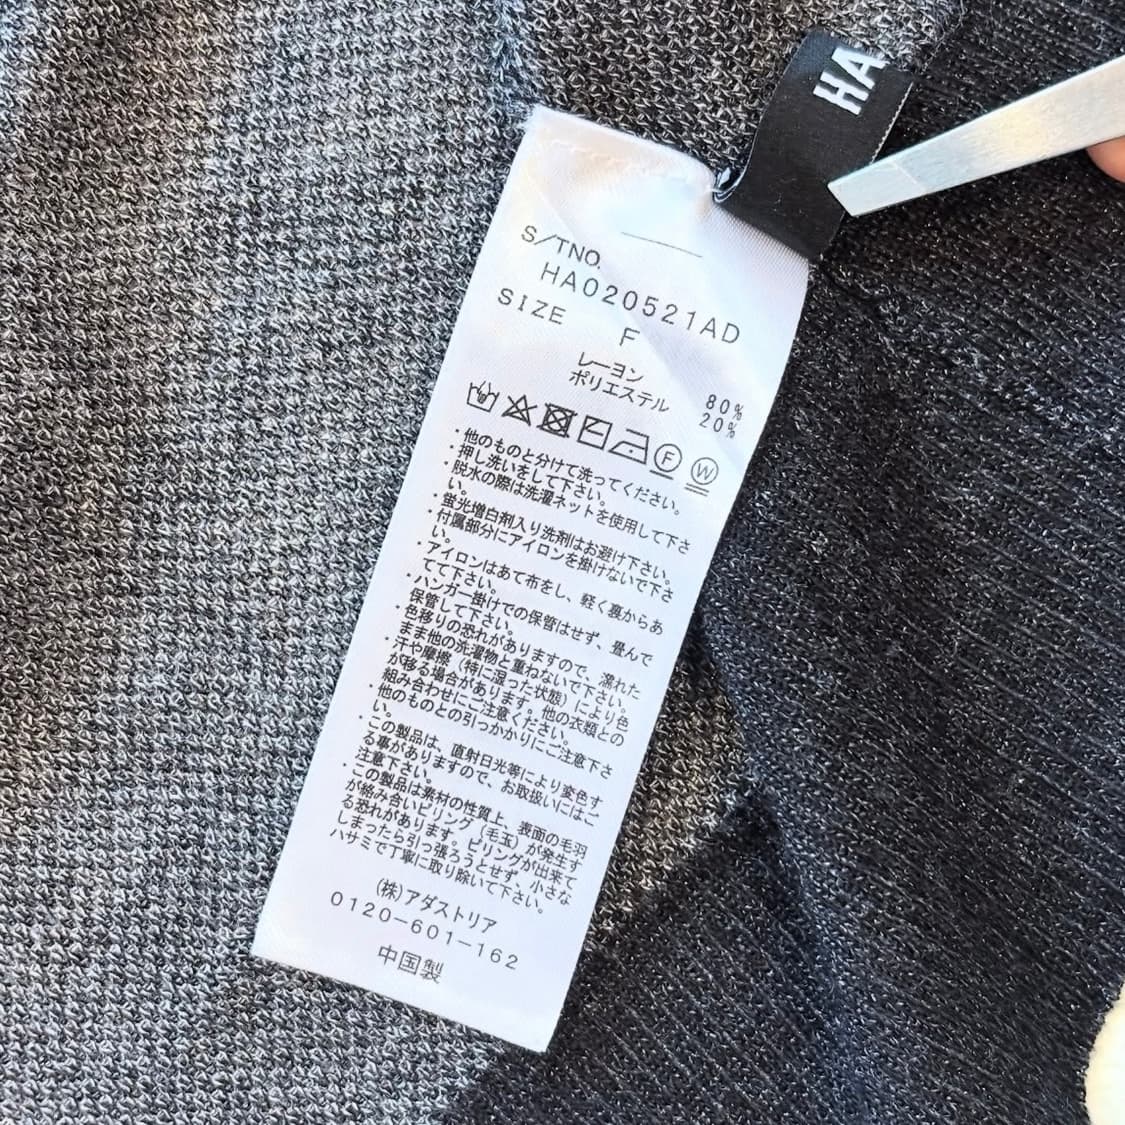 HA
S/TNO.
HA020521AD
SIZE F
レーヨン 80%
ポリエステル 20%
F W
・他のものと分けて洗ってください。
・押し洗いをして下さい。
・脱水の際は洗濯ネットを使用して下さ
い。
・蛍光増白剤入り洗剤はお避け下さい。
・付属部分にアイロンを掛けないで下さ
い。
・アイロンはあて布をし、軽く裏からあ
てて下さい。
・ハンガー掛けでの保管はせず、畳んで
保管して下さい。
・色移りの恐れがありますので、濡れた
まま他の洗濯物と重ねないで下さい。
・汗や摩擦（特に湿った状態）により色
が移る場合があります。他の衣類との
組み合わせにご注意ください。
・他のものとの引っかかりにご注意下さ
い。
・この製品は、直射日光等により変色す
る事がありますので、お取扱いにはご
注意下さい。
・この製品は素材の性質上、表面の毛羽
が絡み合いピリング（毛玉）が発生す
る恐れがあります。ピリングが出来て
しまったら引っ張ろうとせず、小さな
ハサミで丁寧に取り除いて下さい。
(株)アダストリア
0120-601-162
中国製